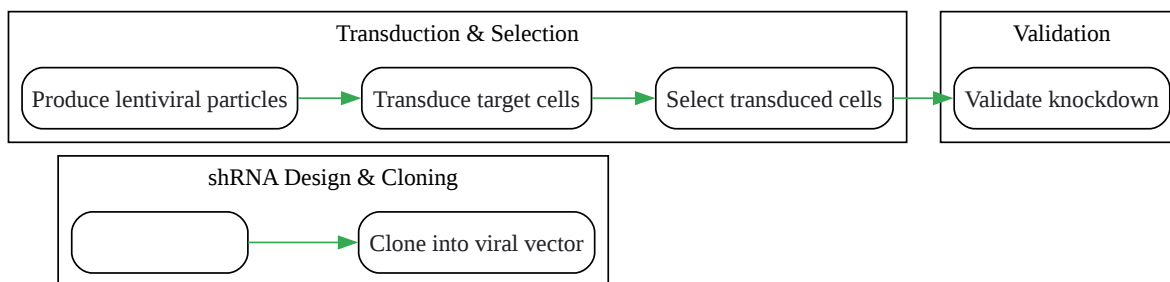 Transduction & Selection
Validation
Produce lentiviral particles
Transduce target cells
Select transduced cells
Validate knockdown
shRNA Design & Cloning
Clone into viral vector